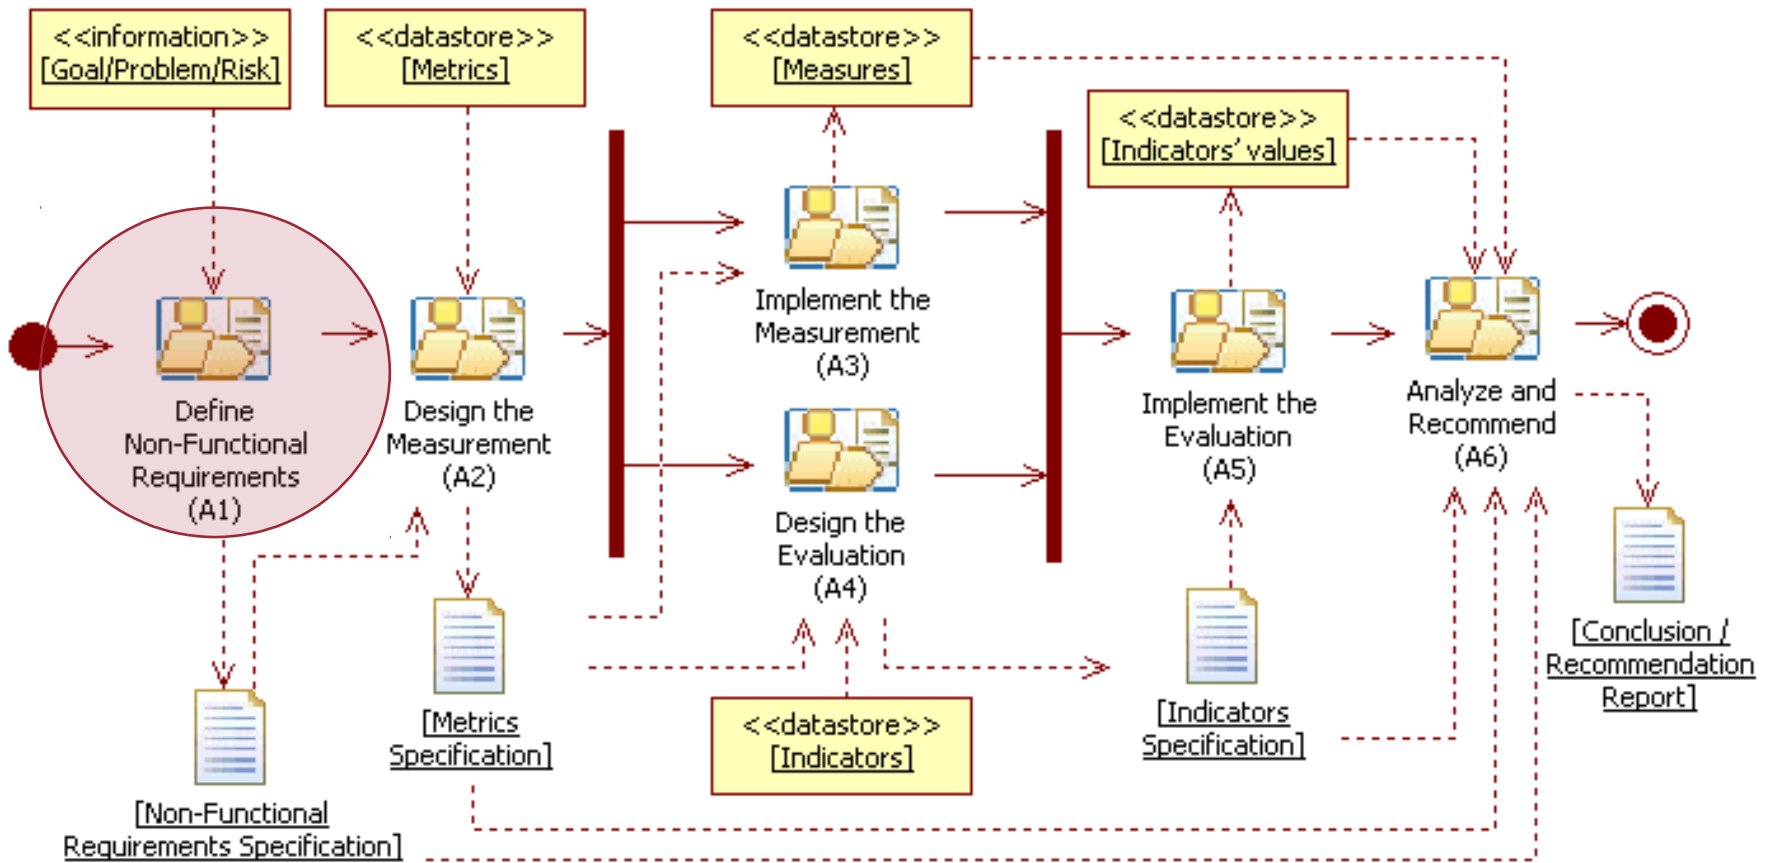 <<information>>
[Goal/Problem/Risk]
<<datastore>>
[Metrics]
<<datastore>>
[Measures]
<<datastore>>
[Indicators' values]
Define
Non-Functional
Requirements
(A1)
Design the
Measurement
(A2)
Implement the
Measurement
(A3)
Design the
Evaluation
(A4)
Implement the
Evaluation
(A5)
Analyze and
Recommend
(A6)
[Non-Functional
Requirements Specification]
[Metrics
Specification]
<<datastore>>
[Indicators]
[Indicators
Specification]
[Conclusion /
Recommendation
Report]